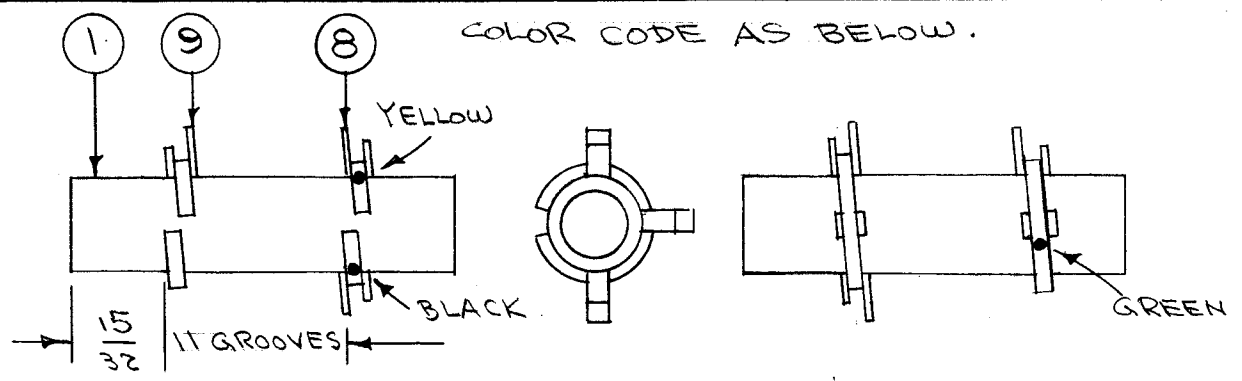 1 9 8 COLOR CODE AS BELOW.
YELLOW
BLACK
GREEN
15
32
11 GROOVES